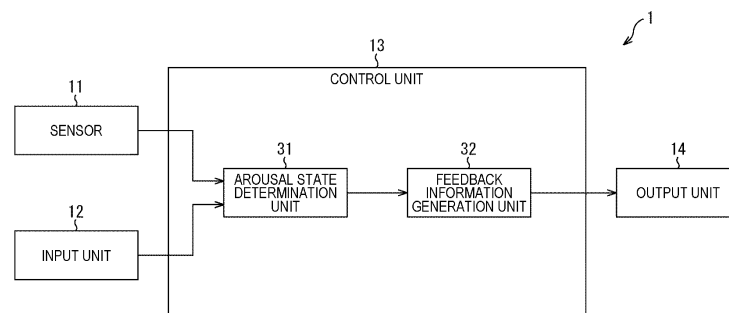 1
13
CONTROL UNIT
11
SENSOR
31
AROUSAL STATE
DETERMINATION
UNIT
32
FEEDBACK
INFORMATION
GENERATION UNIT
14
OUTPUT UNIT
12
INPUT UNIT